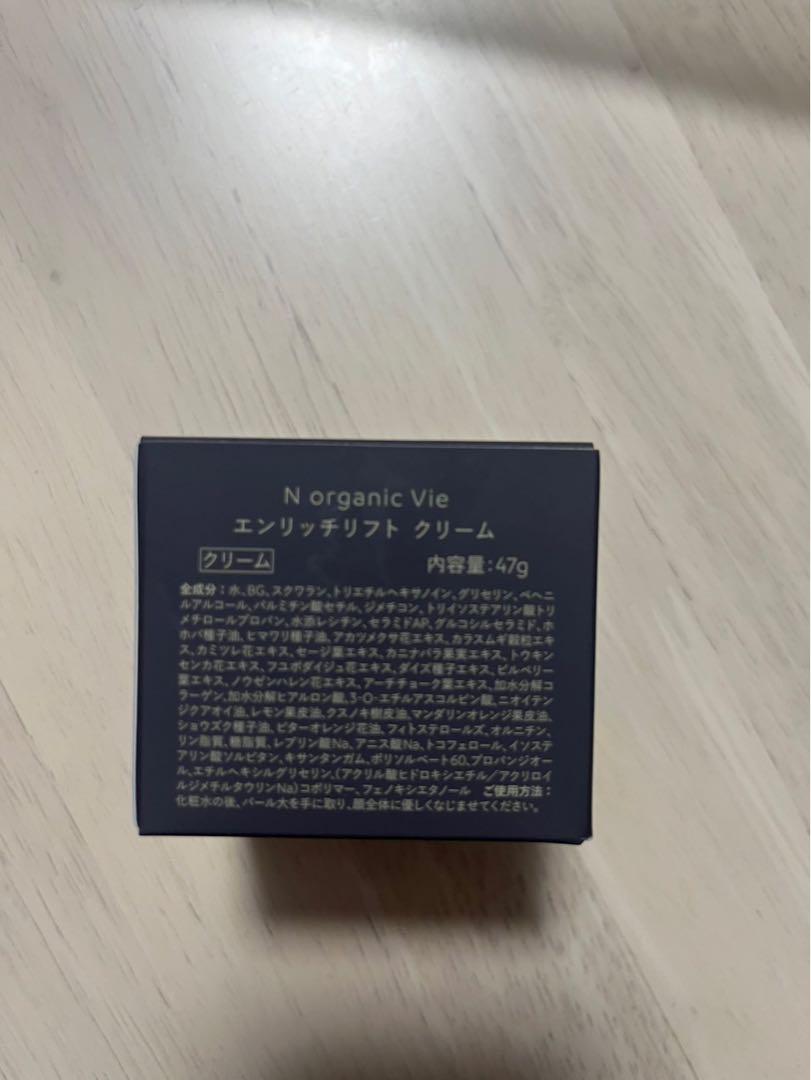 N organic Vie
エンリッチリフト クリーム
クリーム 内容量：47g
全成分：水、BG、スクワラン、トリエチルヘキサノイン、グリセリン、ベヘニ
ルアルコール、パルミチン酸セチル、ジメチコン、トリイソステアリン酸トリ
メチロールプロパン、水添レシチン、セラミドAP、グルコシルセラミド、ホ
ホバ種子油、ヒマワリ種子油、アカツメクサ花エキス、カラスムギ穀粒エキ
ス、カミツレ花エキス、セージ葉エキス、カニナバラ果実エキス、トウキン
センカ花エキス、フユボダイジュ花エキス、ダイズ種子エキス、ビルベリー
葉エキス、ノウゼンハレン花エキス、アーチチョーク葉エキス、加水分解コ
ラーゲン、加水分解ヒアルロン酸、3-O-エチルアスコルビン酸、ニオイテン
ジクアオイ油、レモン果皮油、クスノキ樹皮油、マンダリンオレンジ果皮油、
ショウズク種子油、ビターオレンジ花油、フィトステロールズ、オルニチン、
リン脂質、糖脂質、レブリン酸Na、アニス酸Na、トコフェロール、イソステ
アリン酸ソルビタン、キサンタンガム、ポリソルベート60、プロパンジオー
ル、エチルヘキシルグリセリン、（アクリル酸ヒドロキシエチル／アクリロイ
ルジメチルタウリンNa）コポリマー、フェノキシエタノール ご使用方法：
化粧水の後、パール大を手に取り、顔全体に優しくなじませてください。